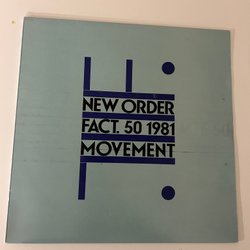 NEW ORDER
FACT. 50 1981
MOVEMENT